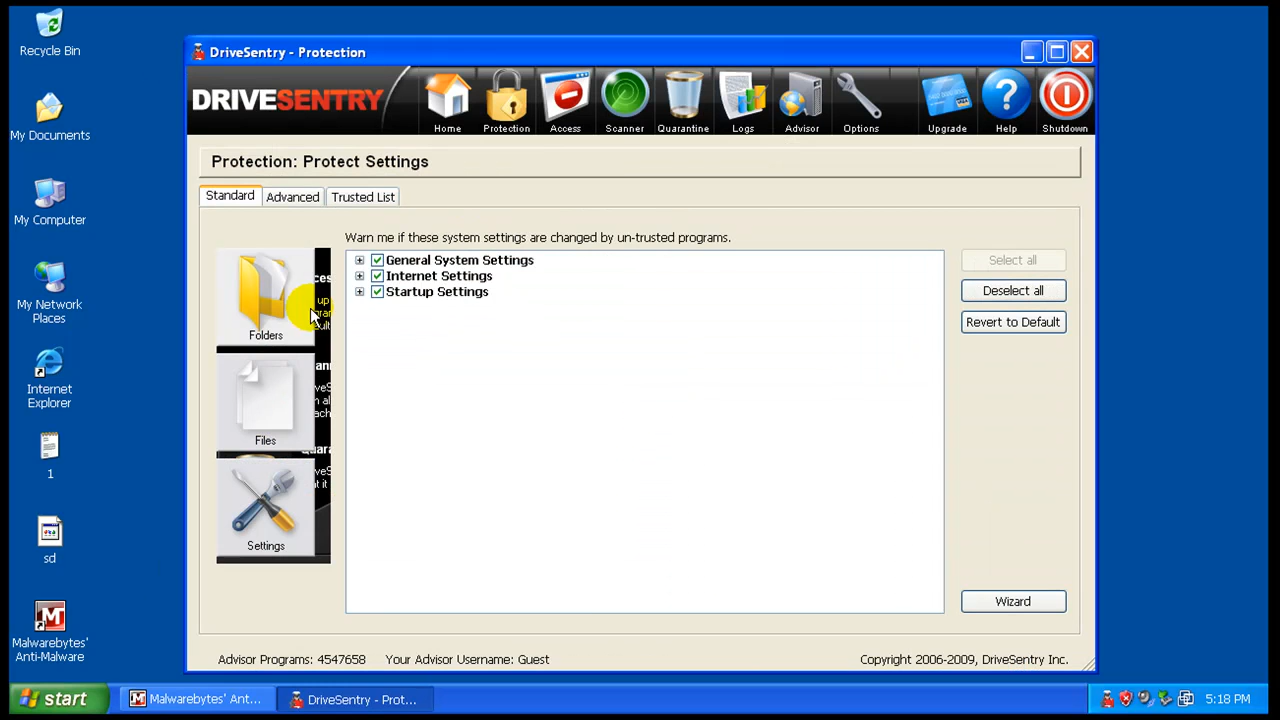 Recycle Bin
My Documents
My Computer
My Network
Places
Internet
Explorer
1
sd
Malwarebytes'
Anti-Malware
DriveSentry - Protection
DRIVESENTRY
Home
Protection
Access
Scanner
Quarantine
Logs
Advisor
Options
Upgrade
Help
Shutdown
Protection: Protect Settings
Standard
Advanced
Trusted List
Warn me if these system settings are changed by un-trusted programs.
General System Settings
Internet Settings
Startup Settings
Folders
Files
Settings
Select all
Deselect all
Revert to Default
Wizard
Advisor Programs: 4547658
Your Advisor Username: Guest
Copyright 2006-2009, DriveSentry Inc.
start
Malwarebytes' Ant...
DriveSentry - Prot...
5:18 PM